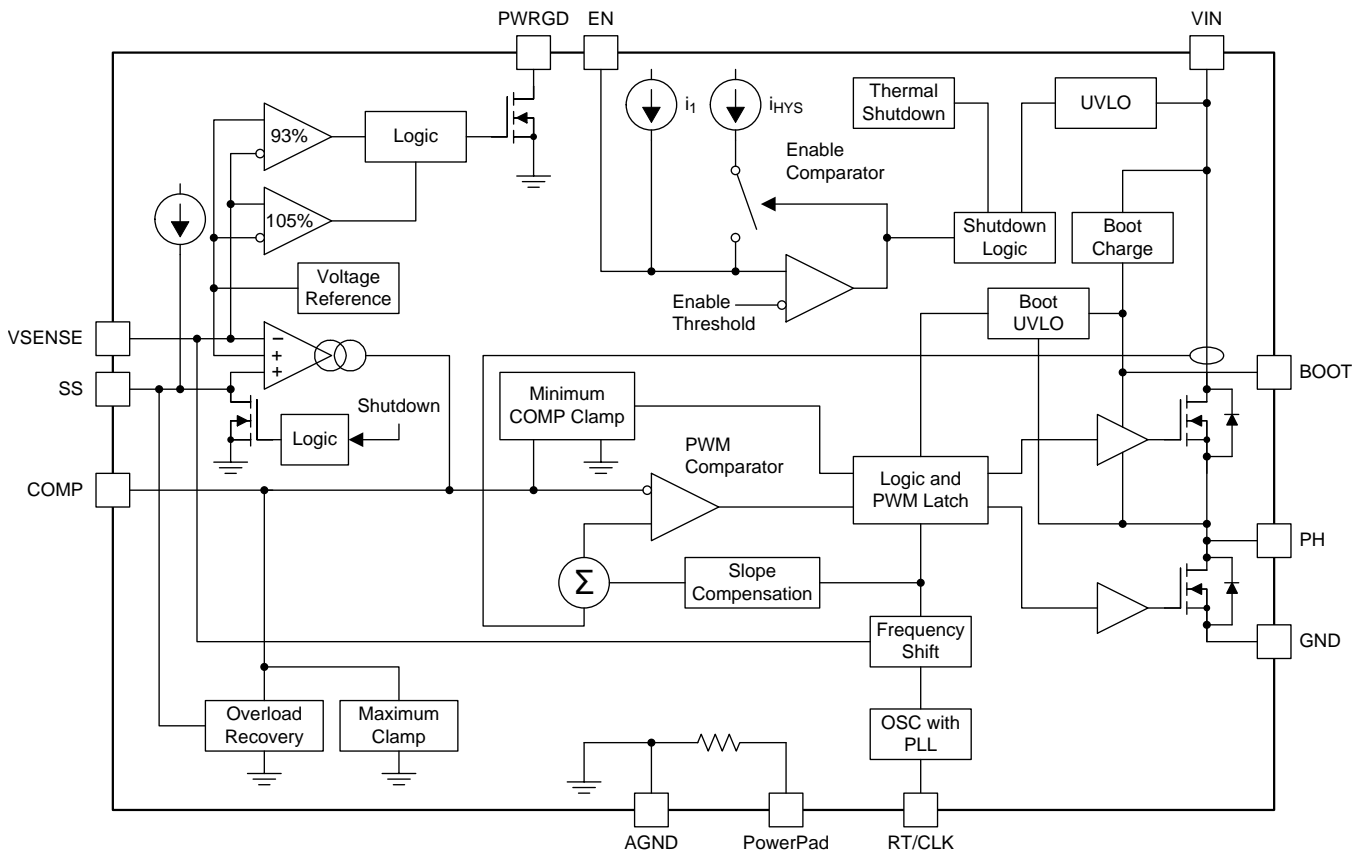 PWRGD
EN
VIN
i1
iHYS
Thermal
Shutdown
UVLO
93%
Logic
Enable
Comparator
105%
Shutdown
Logic
Boot
Charge
Voltage
Reference
Enable
Threshold
Boot
UVLO
VSENSE
−
+
+
SS
BOOT
Shutdown
Logic
Minimum
COMP Clamp
PWM
Comparator
Logic and
PWM Latch
COMP
PH
Σ
Slope
Compensation
Frequency
Shift
GND
Overload
Recovery
Maximum
Clamp
OSC with
PLL
AGND
PowerPad
RT/CLK